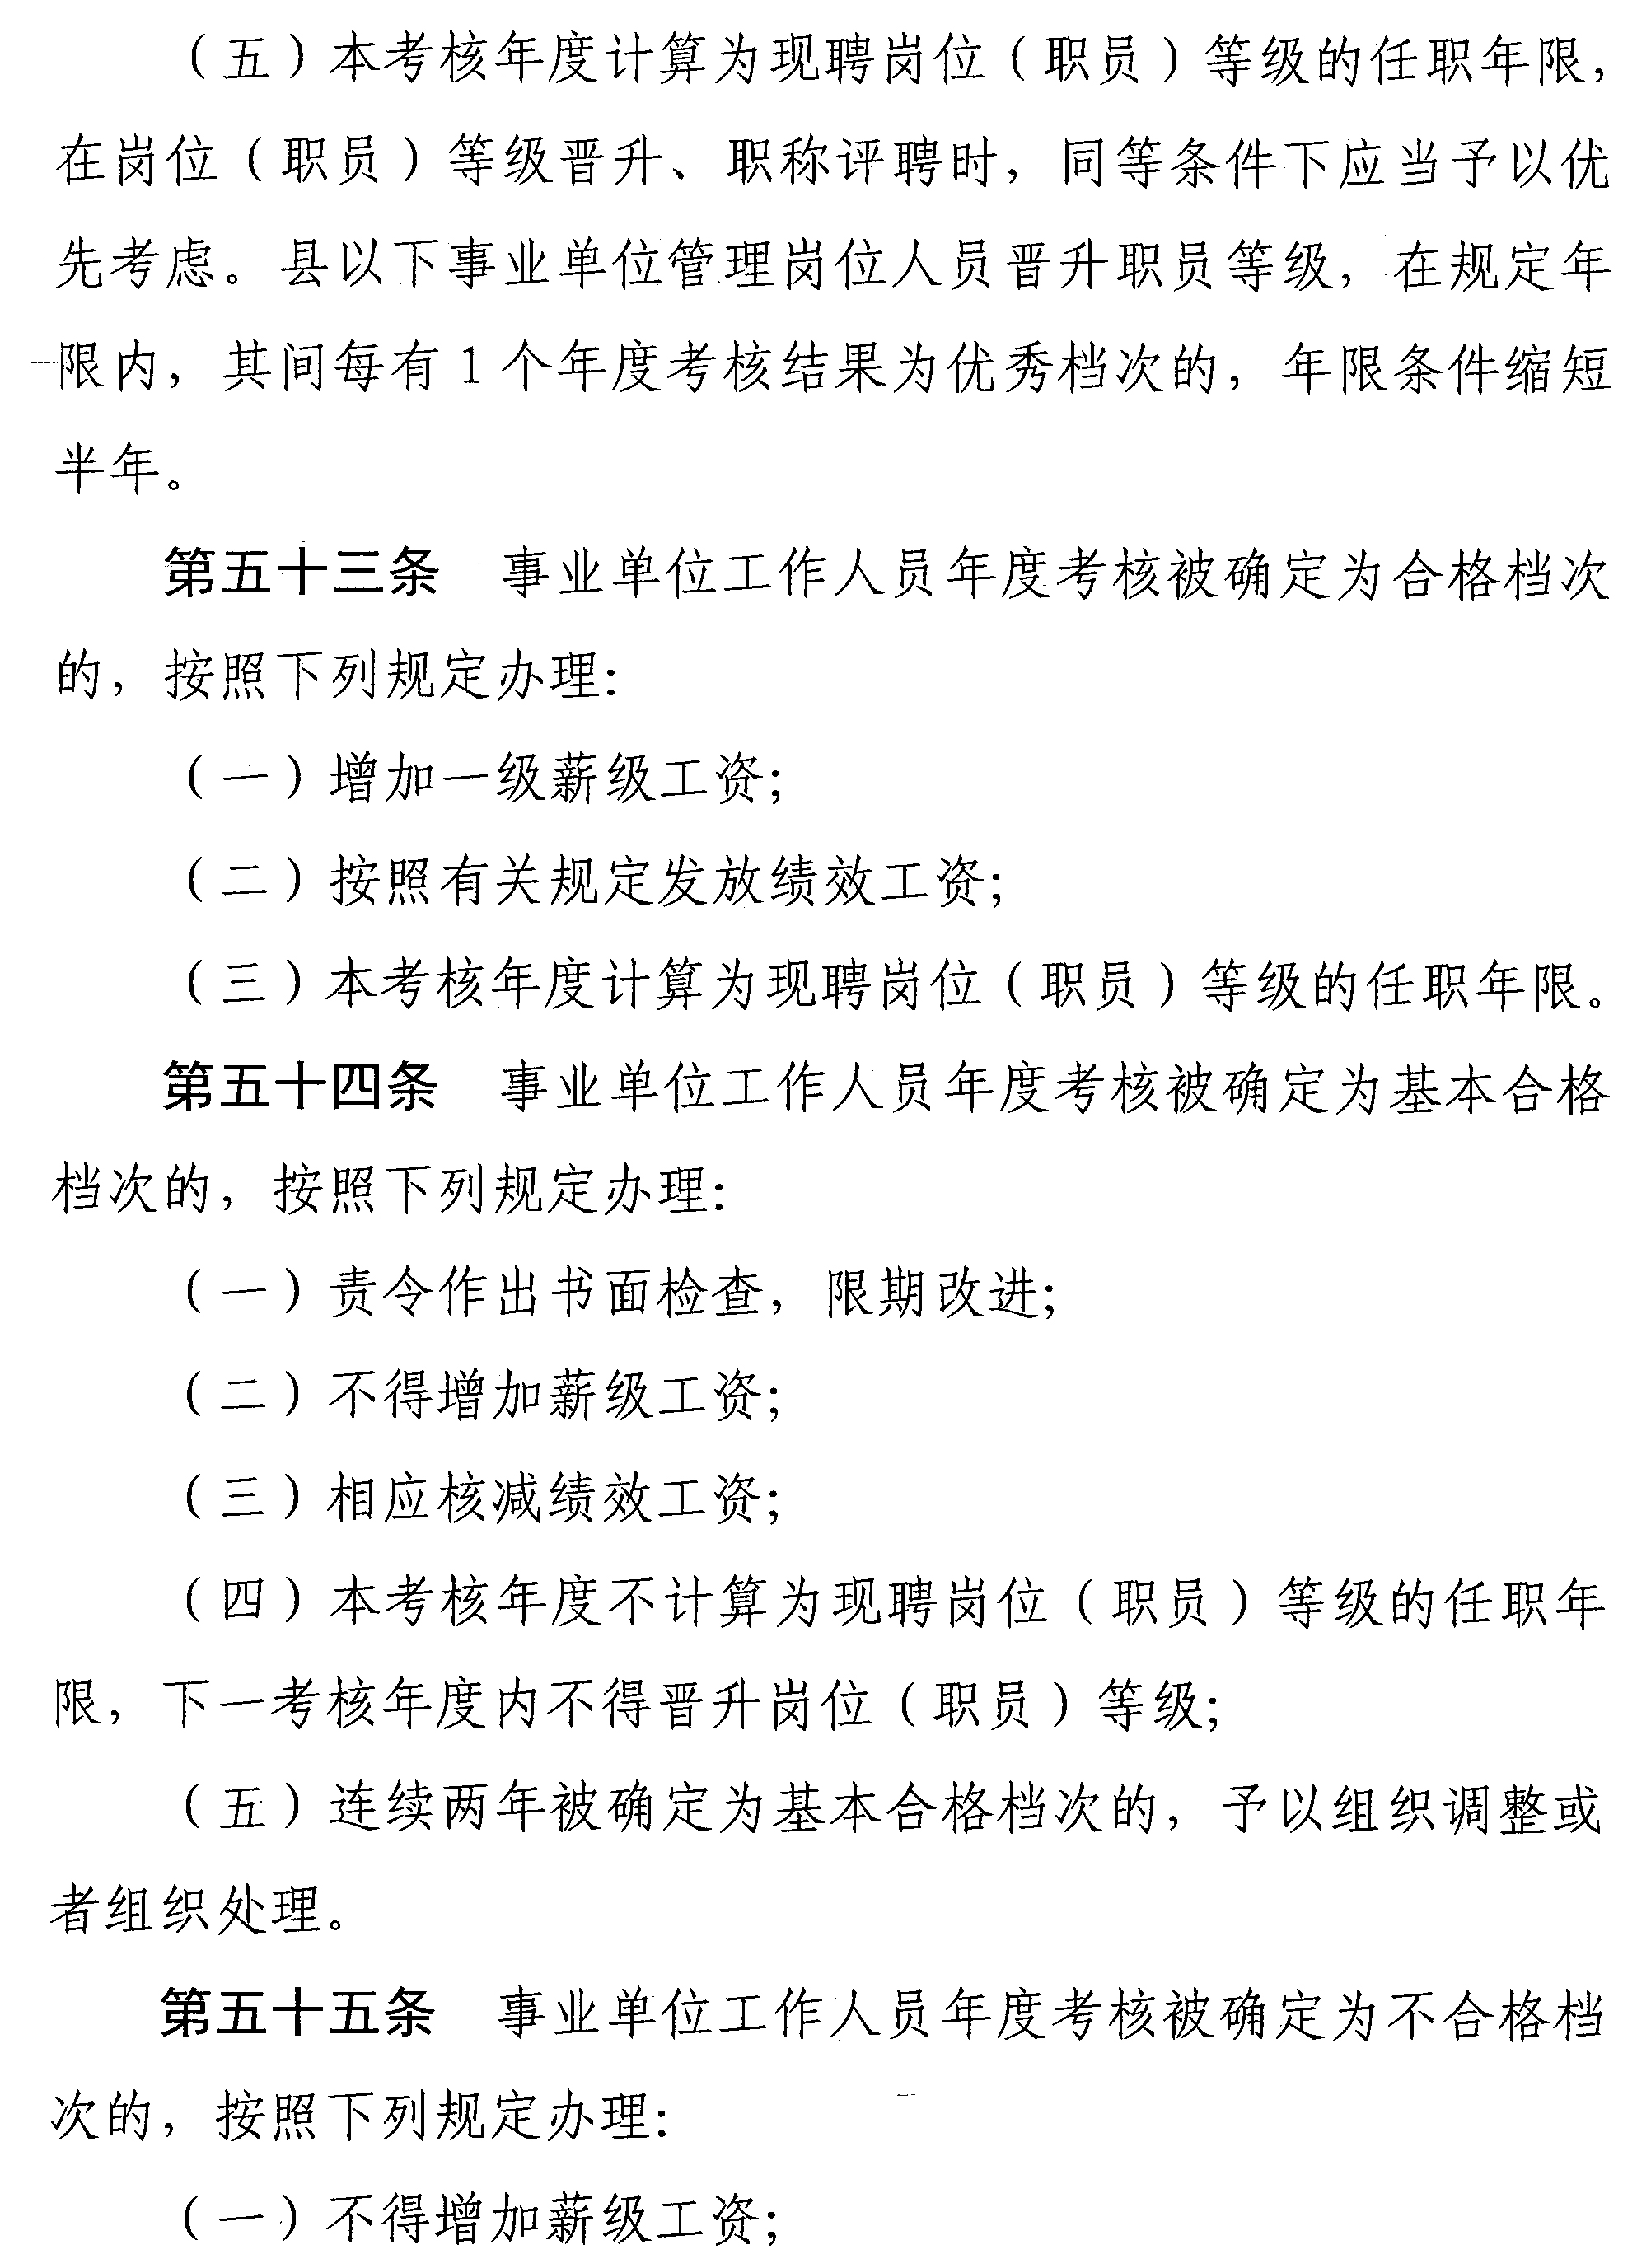 （五）本考核年度计算为现聘岗位（职员）等级的任职年限，
在岗位（职员）等级晋升、职称评聘时，同等条件下应当予以优
先考虑。县以下事业单位管理岗位人员晋升职员等级，在规定年
限内，其间每有1个年度考核结果为优秀档次的，年限条件缩短
半年。
第五十三条　事业单位工作人员年度考核被确定为合格档次
的，按照下列规定办理：
（一）增加一级薪级工资；
（二）按照有关规定发放绩效工资；
（三）本考核年度计算为现聘岗位（职员）等级的任职年限。
第五十四条　事业单位工作人员年度考核被确定为基本合格
档次的，按照下列规定办理：
（一）责令作出书面检查，限期改进；
（二）不得增加薪级工资；
（三）相应核减绩效工资；
（四）本考核年度不计算为现聘岗位（职员）等级的任职年
限，下一考核年度内不得晋升岗位（职员）等级；
（五）连续两年被确定为基本合格档次的，予以组织调整或
者组织处理。
第五十五条　事业单位工作人员年度考核被确定为不合格档
次的，按照下列规定办理：
（一）不得增加薪级工资；